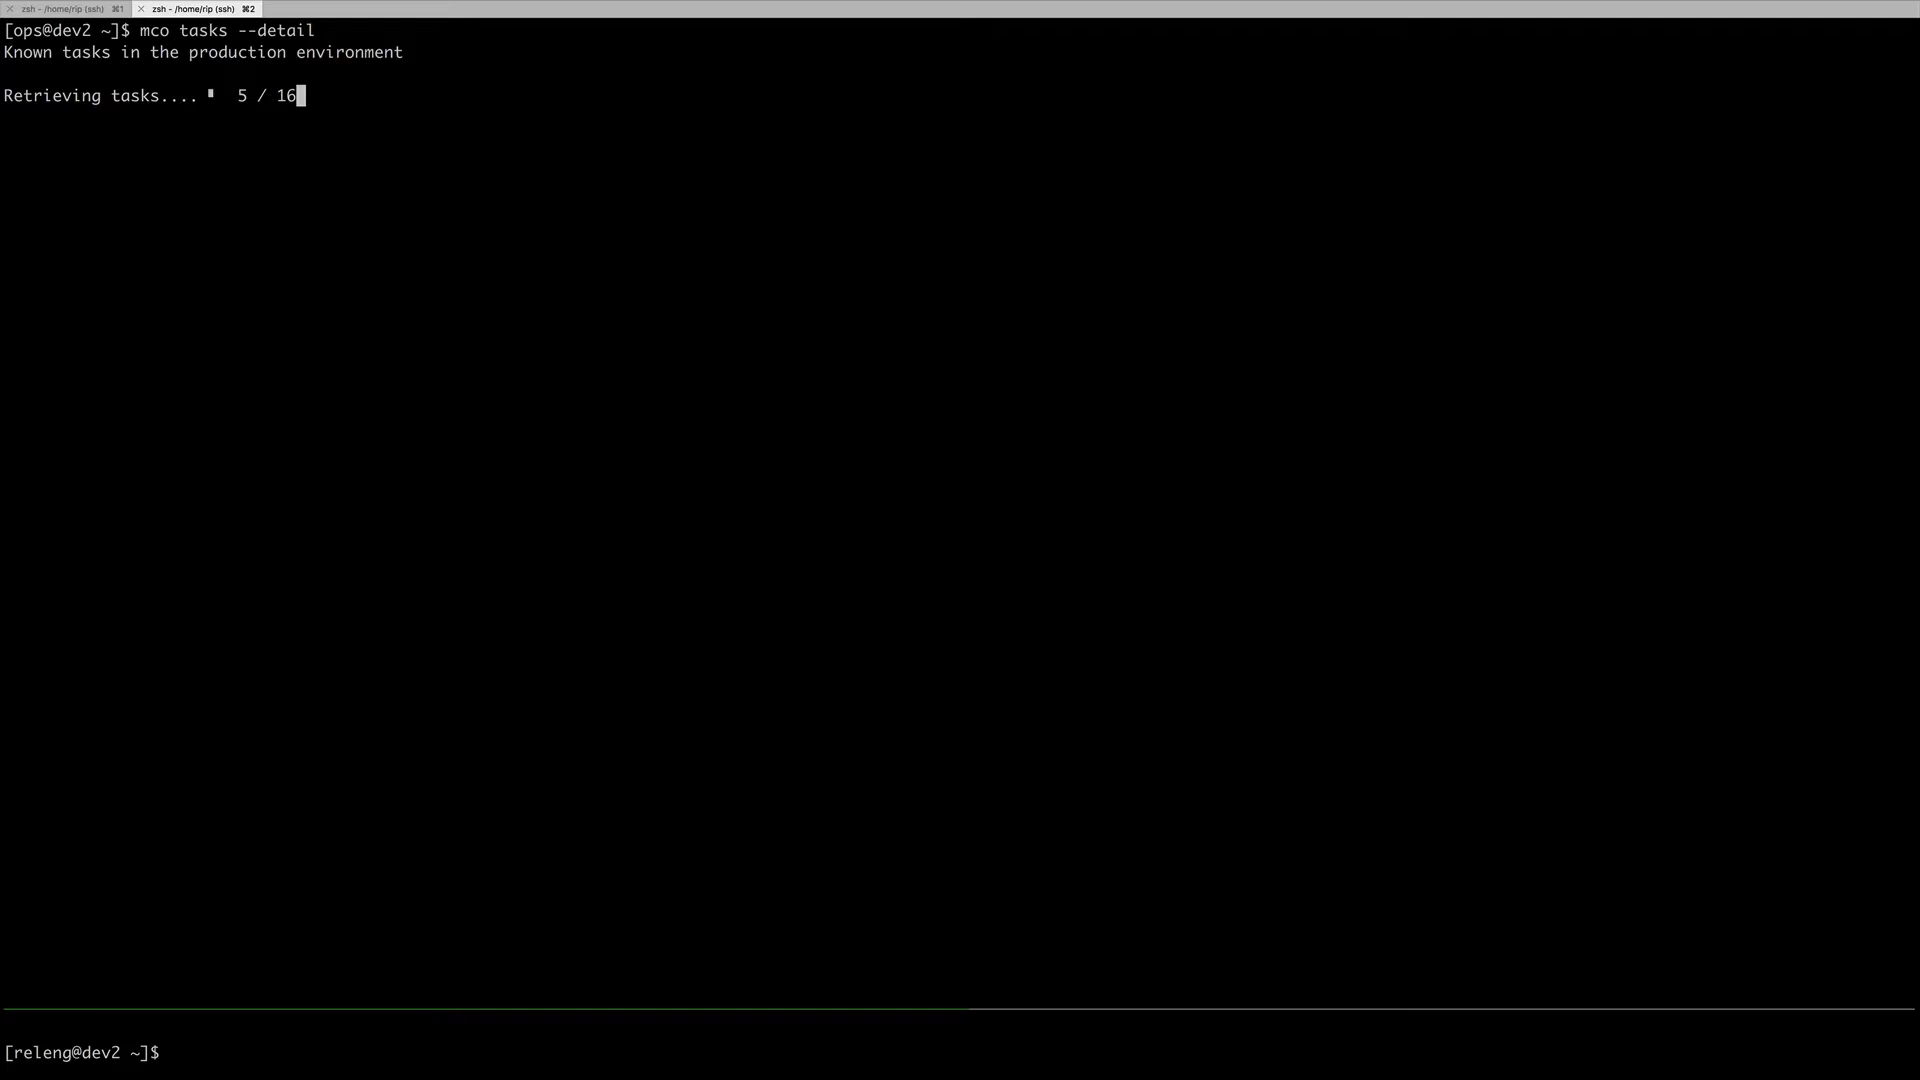 zsh - /home/rip (ssh) ⌘1 zsh - /home/rip (ssh) ⌘2
[ops@dev2 ~]$ mco tasks --detail
Known tasks in the production environment
Retrieving tasks.... 5 / 16
[releng@dev2 ~]$